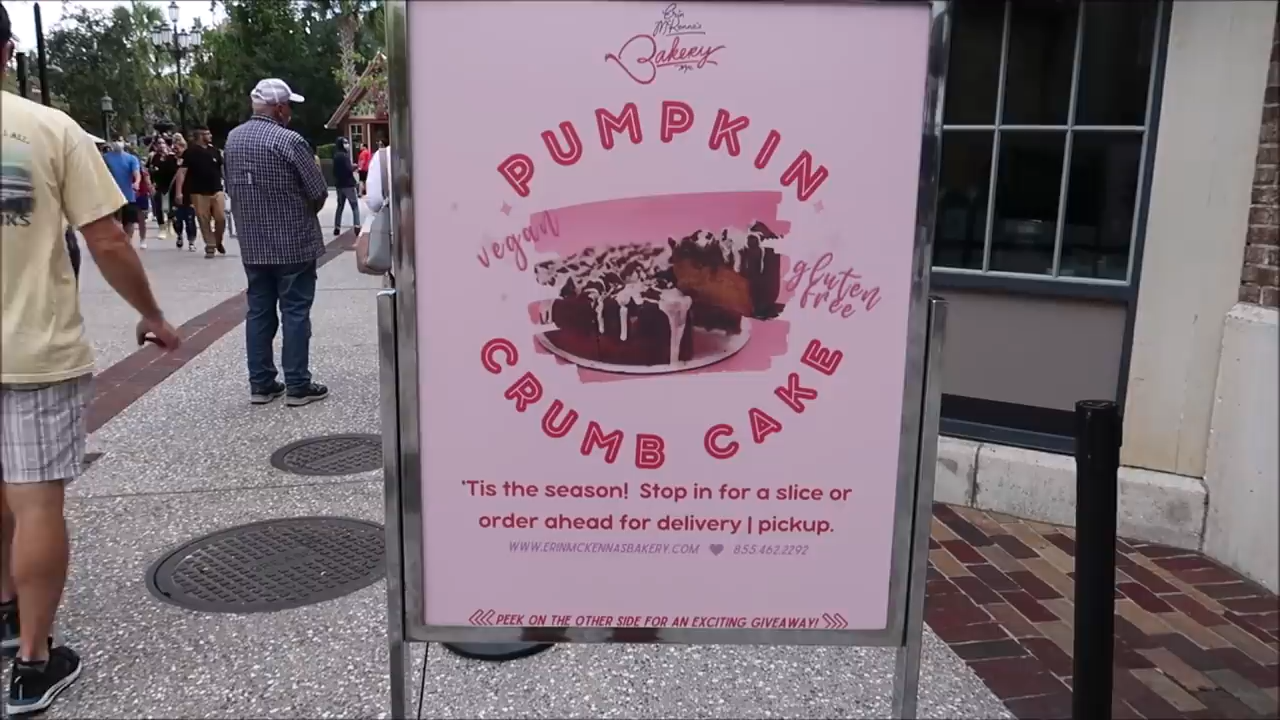 Erin
McKenna's
Bakery
NYC
PUMPKIN
vegan
gluten
free
CRUMB CAKE
'Tis the season! Stop in for a slice or
order ahead for delivery | pickup.
WWW.ERINMCKENNASBAKERY.COM ♥ 855.462.2292
PEEK ON THE OTHER SIDE FOR AN EXCITING GIVEAWAY!